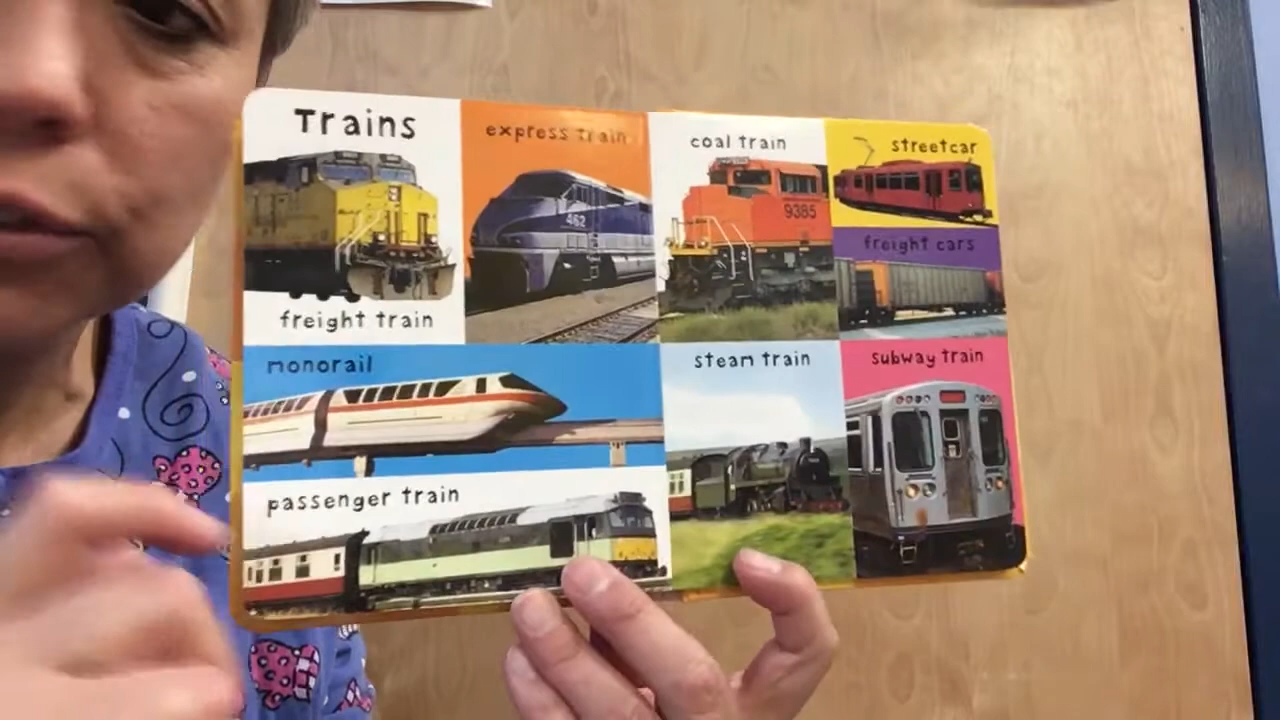 Trains
freight train
express train
462
coal train
9385
streetcar
freight cars
monorail
passenger train
steam train
subway train